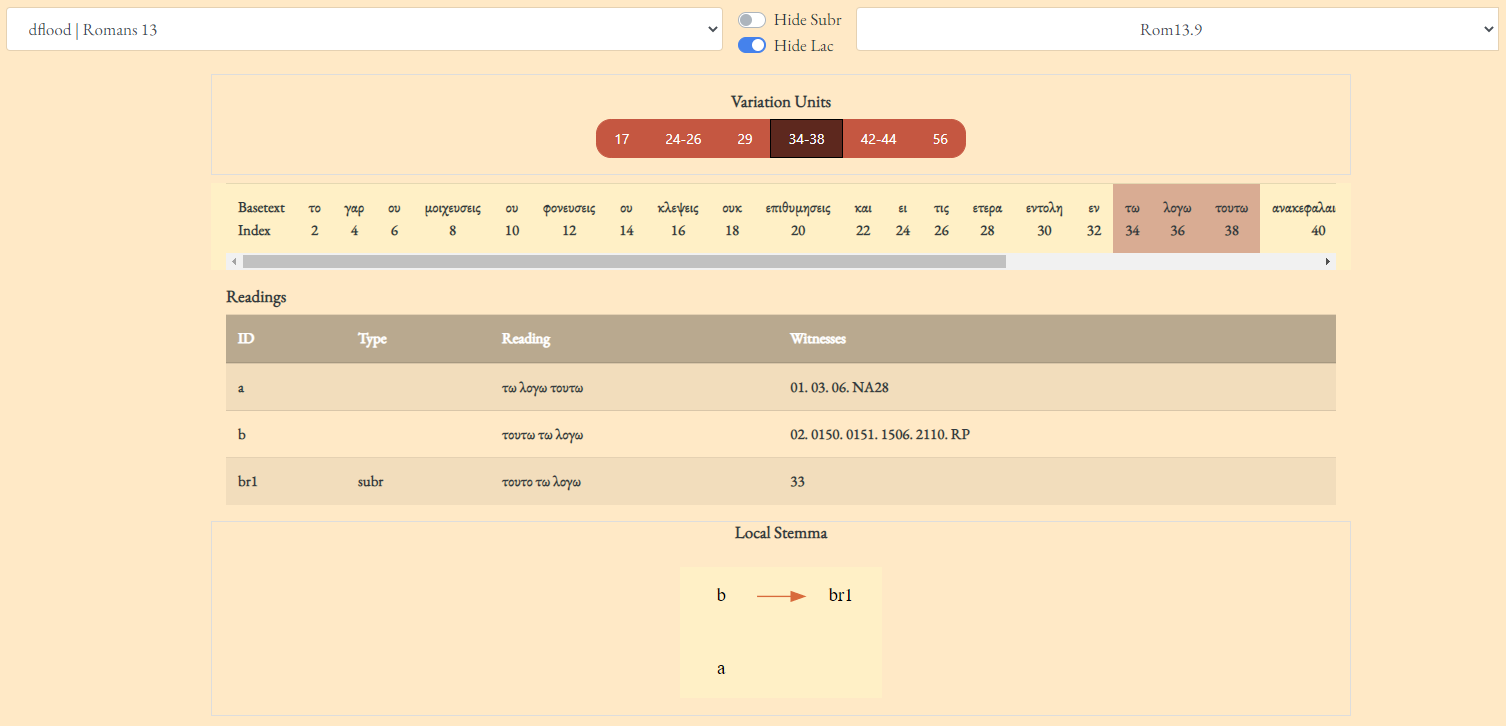 dflood | Romans 13
Hide Subr
Hide Lac
Rom13.9
Variation Units
17 24-26 29 34-38 42-44 56
Basetext το γαρ ου μοιχευσεις ου φονευσεις ου κλεψεις ουκ επιθυμησεις και ει τις ετερα εντολη εν τω λογω τουτω ανακεφαλαι
Index 2 4 6 8 10 12 14 16 18 20 22 24 26 28 30 32 34 36 38 40
Readings
ID Type Reading Witnesses
a τω λογω τουτω 01. 03. 06. NA28
b τουτω τω λογω 02. 0150. 0151. 1506. 2110. RP
br1 subr τουτο τω λογω 33
Local Stemma
b br1
a